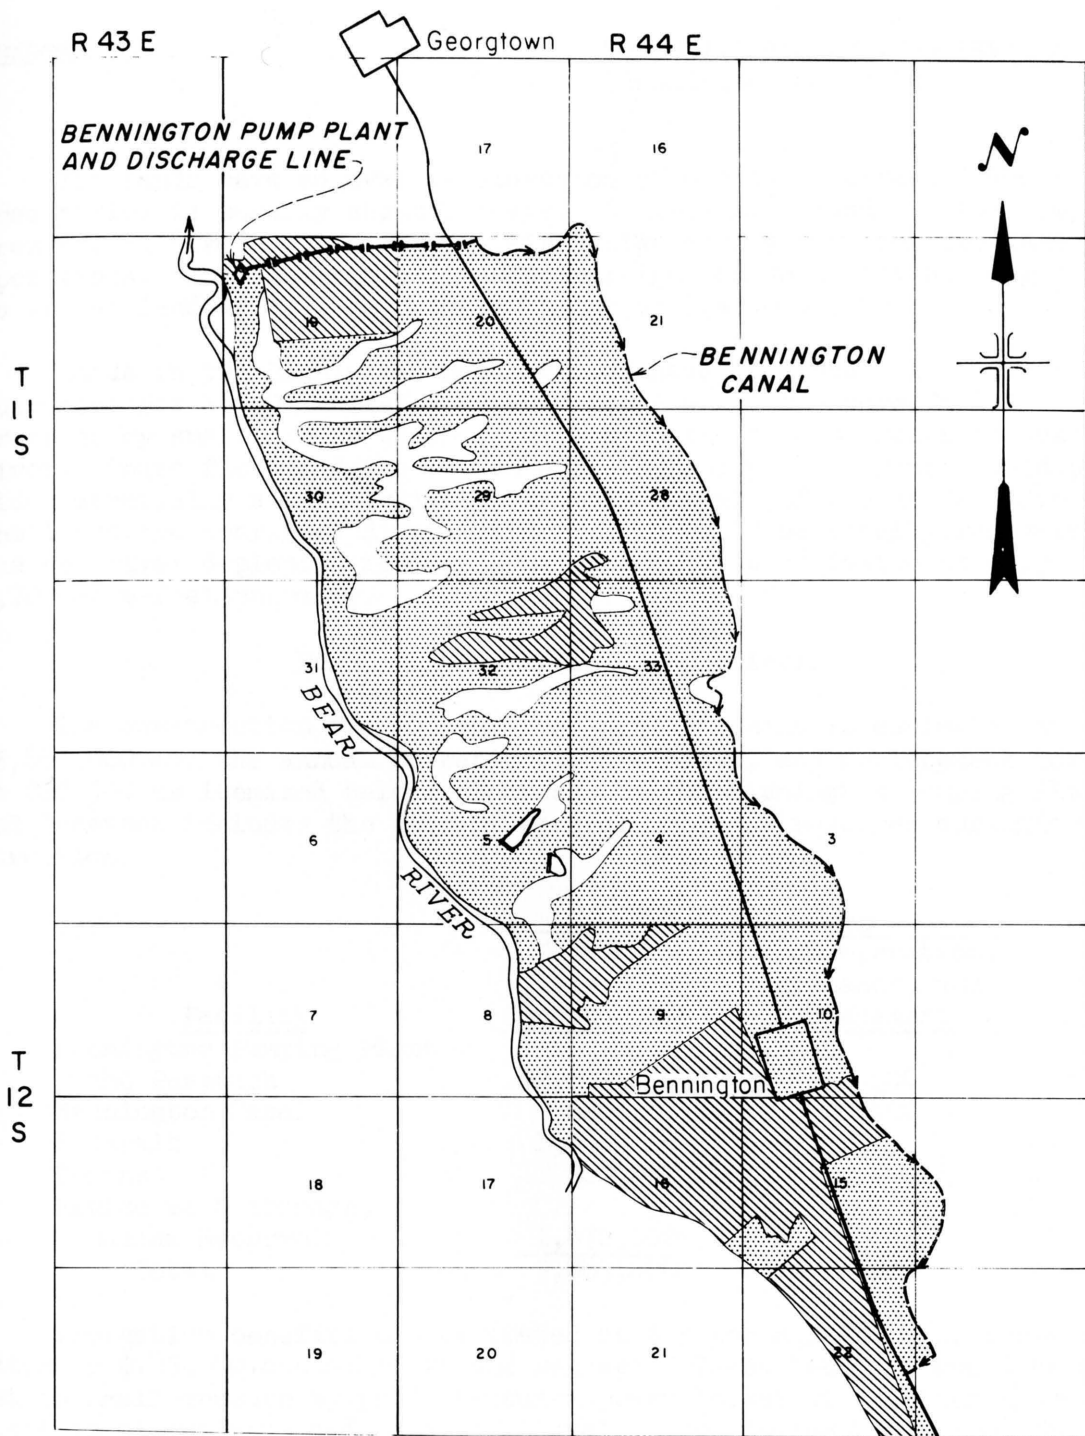 R 43 E
Georgtown
R 44 E
N
BENNINGTON PUMP PLANT
AND DISCHARGE LINE
17
16
19
20
21
BENNINGTON
CANAL
T
11
S
30
29
28
31
32
33
BEAR
RIVER
6
5
4
3
7
8
9
10
Bennington
T
12
S
18
17
16
15
19
20
21
22